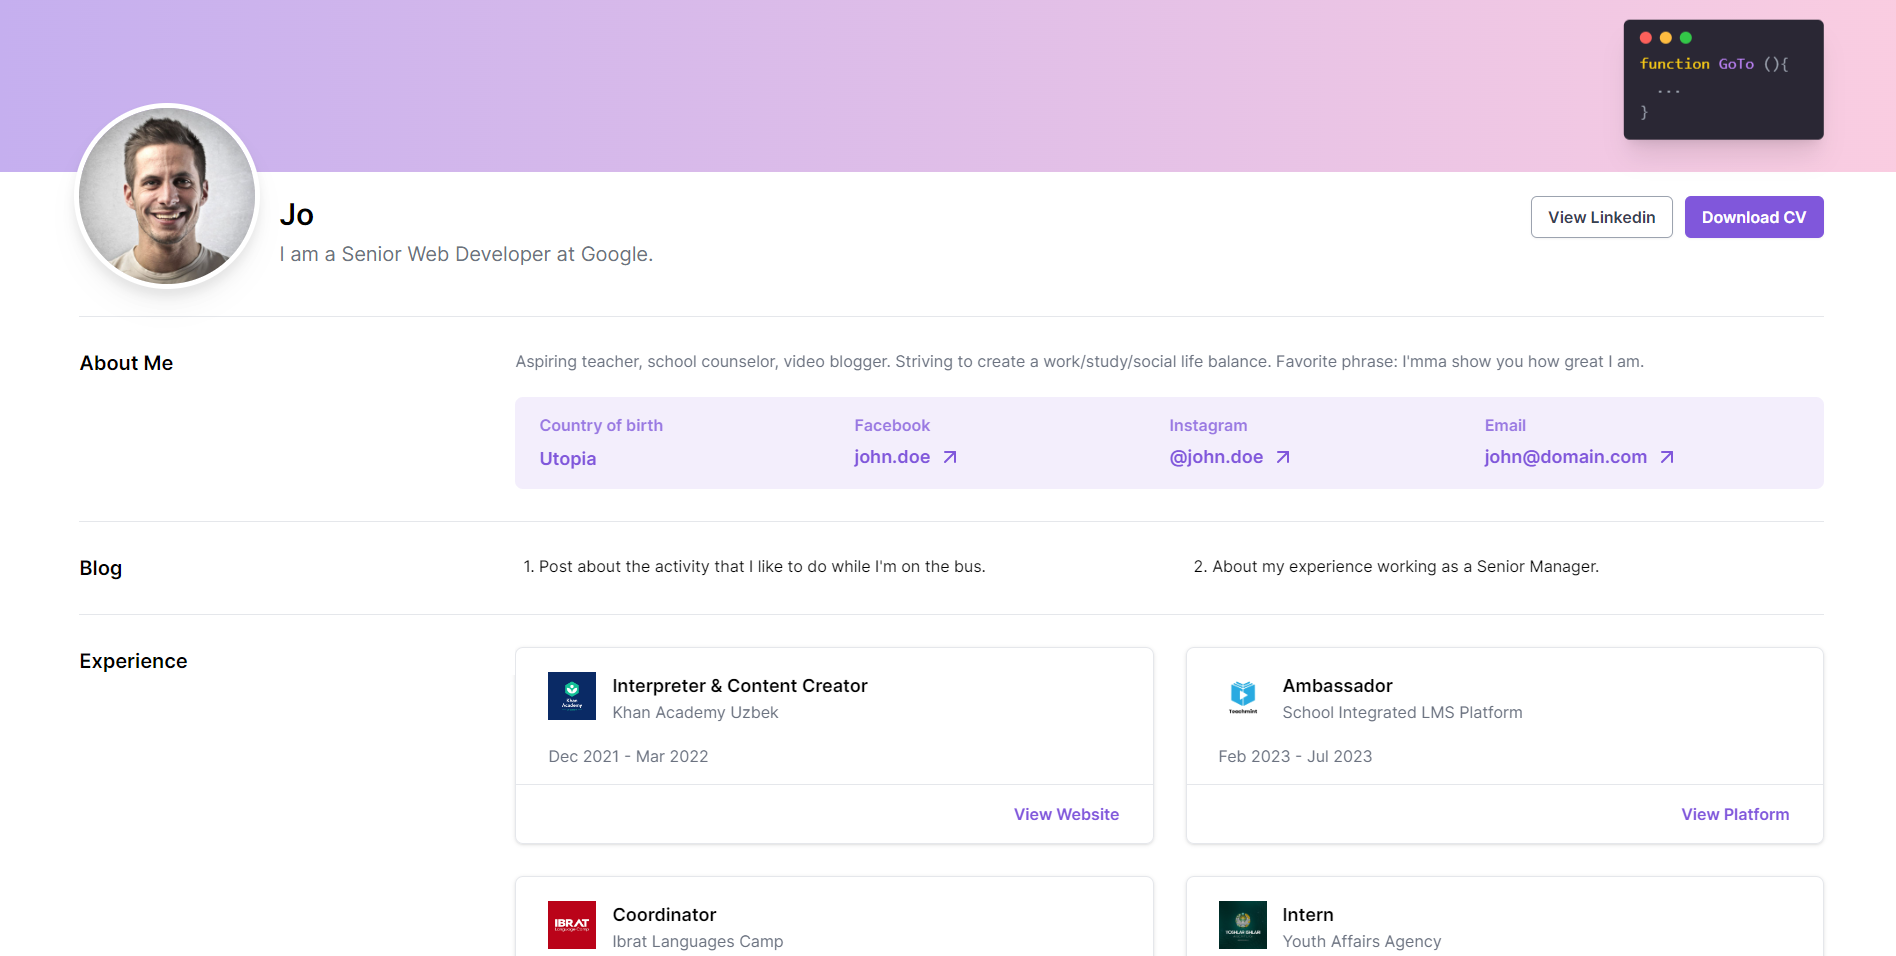 function GoTo (){
...
}
Jo
I am a Senior Web Developer at Google.
View Linkedin
Download CV
About Me
Aspiring teacher, school counselor, video blogger. Striving to create a work/study/social life balance. Favorite phrase: I'mma show you how great I am.
Country of birth
Utopia
Facebook
john.doe
Instagram
@john.doe
Email
john@domain.com
Blog
1. Post about the activity that I like to do while I'm on the bus.
2. About my experience working as a Senior Manager.
Experience
Khan
Academy
Interpreter & Content Creator
Khan Academy Uzbek
Dec 2021 - Mar 2022
View Website
Teachmint
Ambassador
School Integrated LMS Platform
Feb 2023 - Jul 2023
View Platform
IBRAT
Language Camp
Coordinator
Ibrat Languages Camp
Intern
Youth Affairs Agency